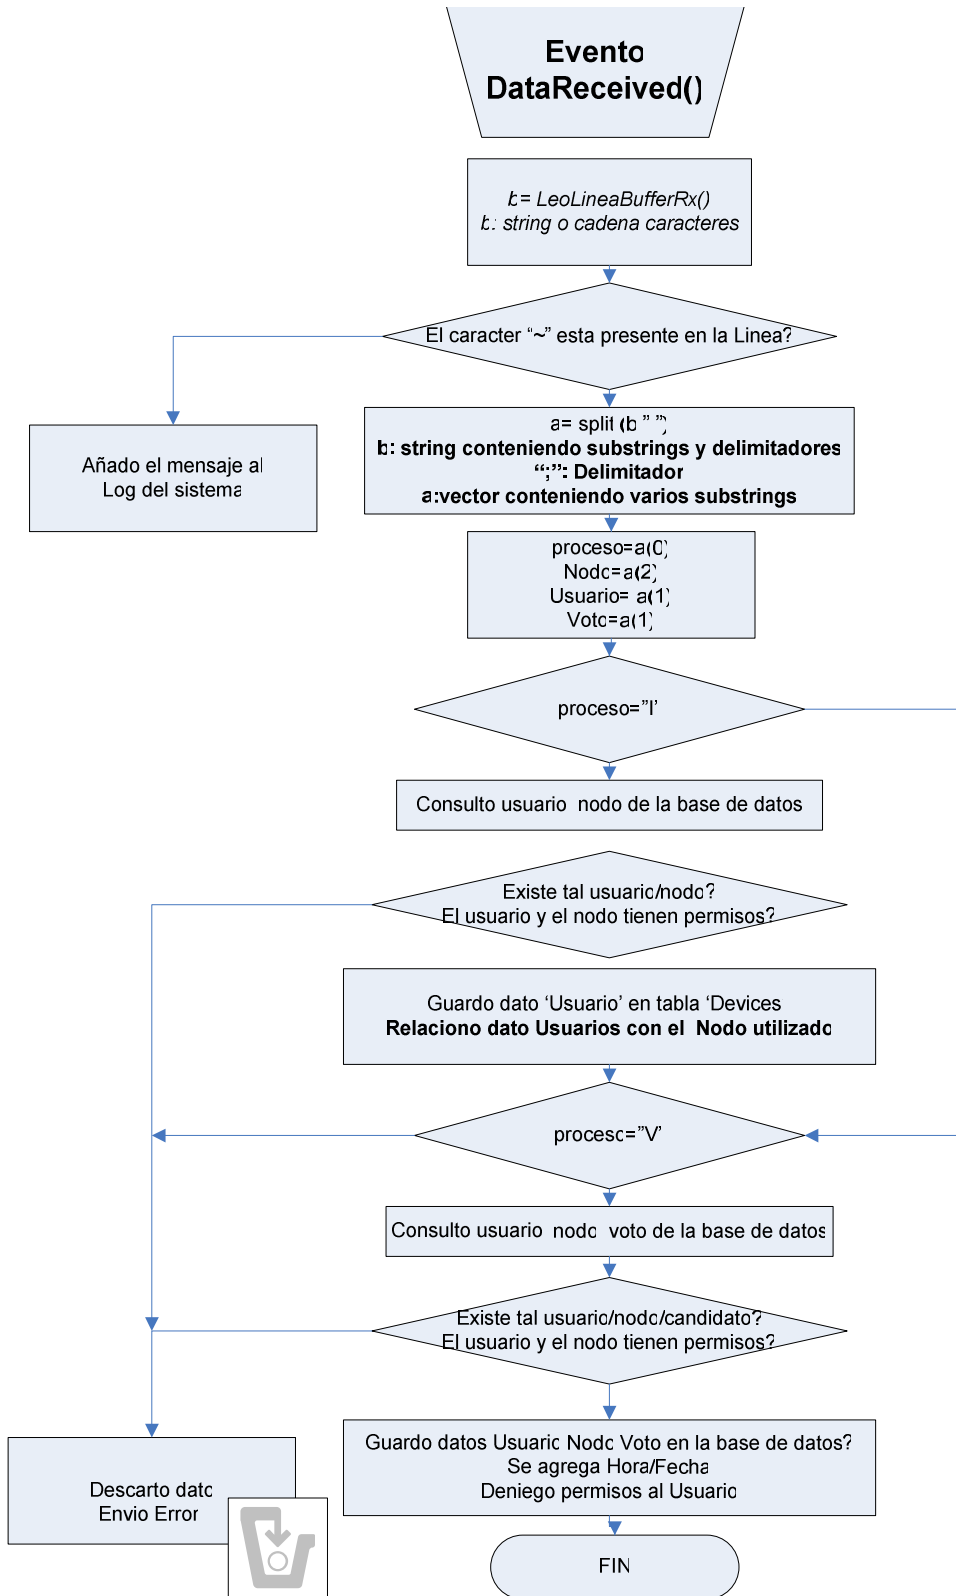 Evento
DataReceived()
b= LeoLineaBufferRx()
b: string o cadena caracteres
El caracter “~” esta presente en la Linea?
Añado el mensaje al
Log del sistema
a= split (b ” ”)
b: string conteniendo substrings y delimitadores
“;”: Delimitador
a:vector conteniendo varios substrings
proceso=a(0)
Nodo=a(2)
Usuario= a(1)
Voto=a(1)
proceso=”I’
Consulto usuario nodo de la base de datos
Existe tal usuario/nodo?
El usuario y el nodo tienen permisos?
Guardo dato ‘Usuario’ en tabla ‘Devices
Relaciono dato Usuarios con el Nodo utilizado
proceso=”V’
Consulto usuario nodo voto de la base de datos
Existe tal usuario/nodo/candidato?
El usuario y el nodo tienen permisos?
Guardo datos Usuario Nodo Voto en la base de datos?
Se agrega Hora/Fecha
Deniego permisos al Usuario
Descarto dato
Envio Error
FIN